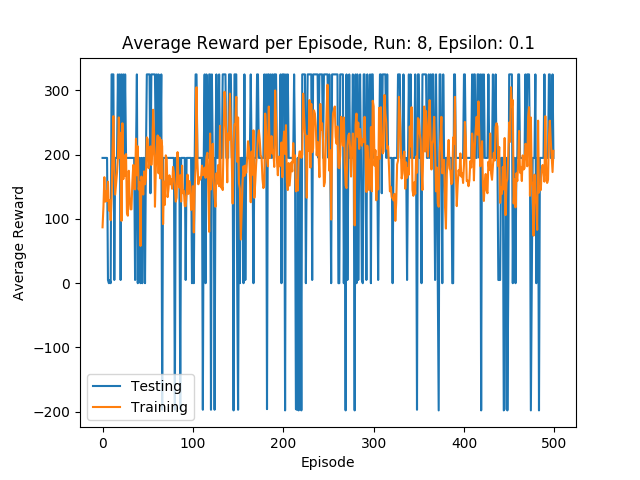 Average Reward per Episode, Run: 8, Epsilon: 0.1
Average Reward
300
200
100
0
−100
−200
Testing
Training
0 100 200 300 400 500
Episode